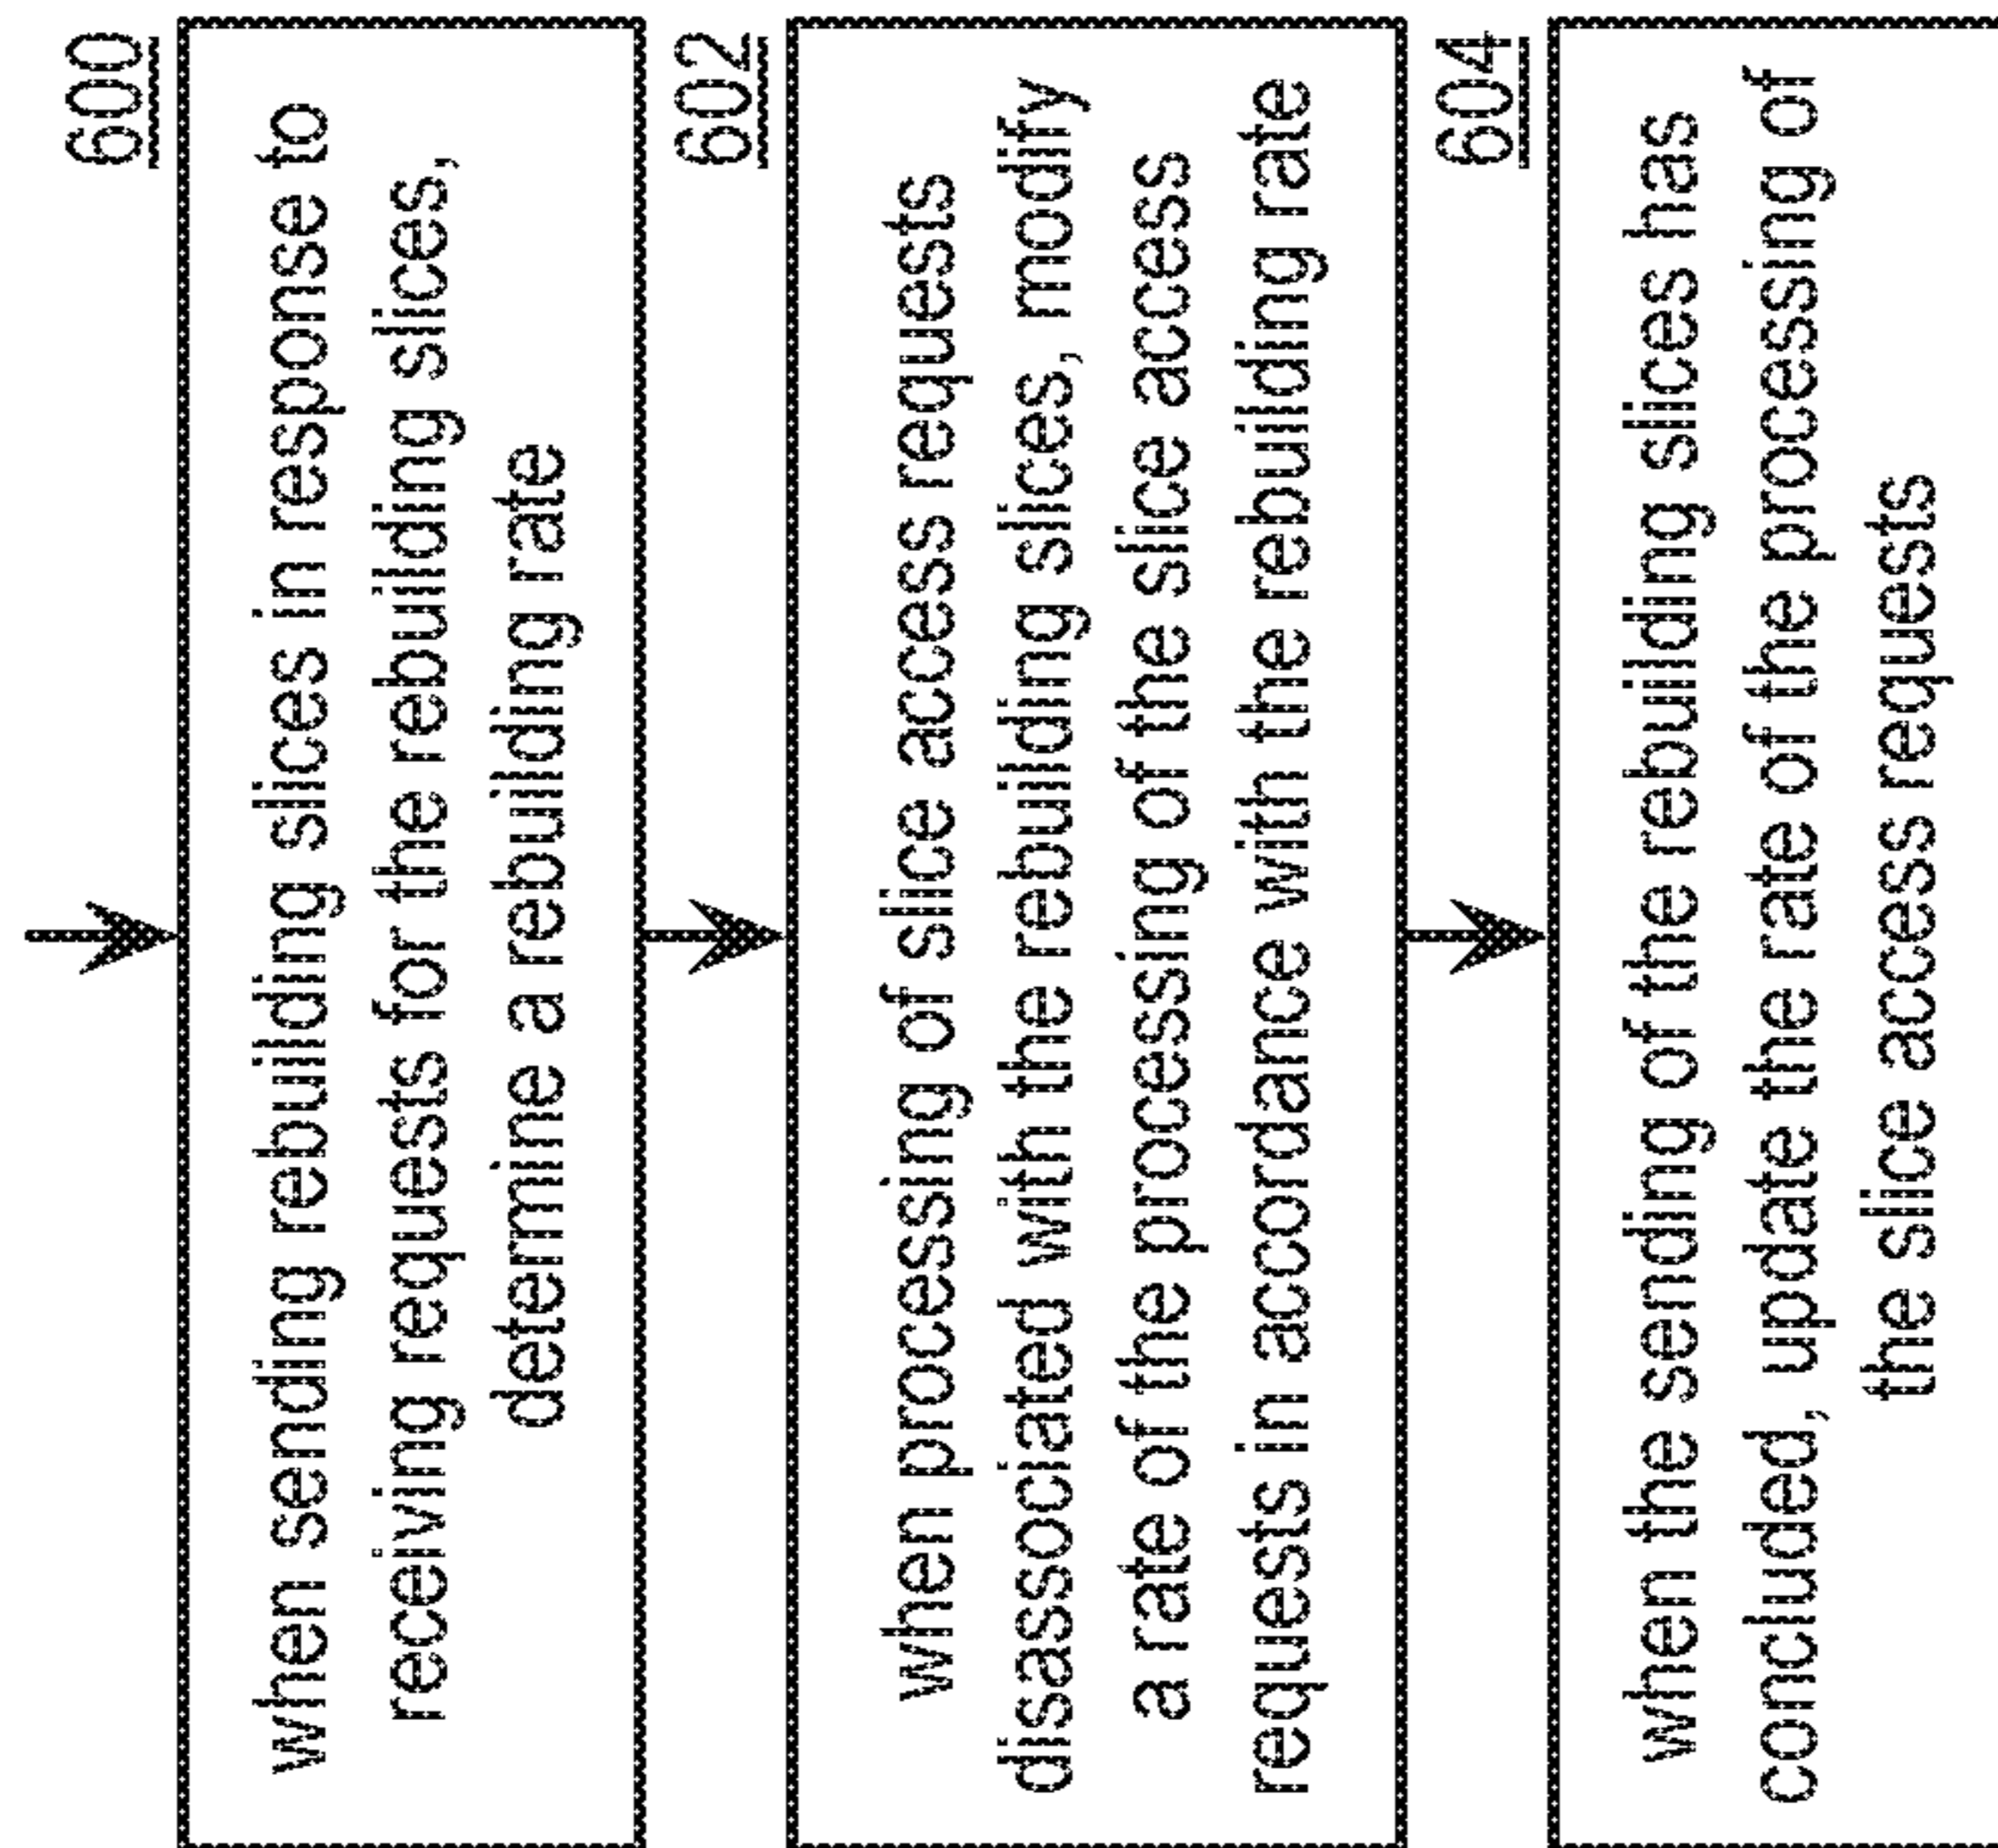 600
when sending rebuilding slices in response to
receiving requests for the rebuilding slices,
determine a rebuilding rate
602
when processing of slice access requests
disassociated with the rebuilding slices, modify
a rate of the processing of the slice access
requests in accordance with the rebuilding rate
604
when the sending of the rebuilding slices has
concluded, update the rate of the processing of
the slice access requests